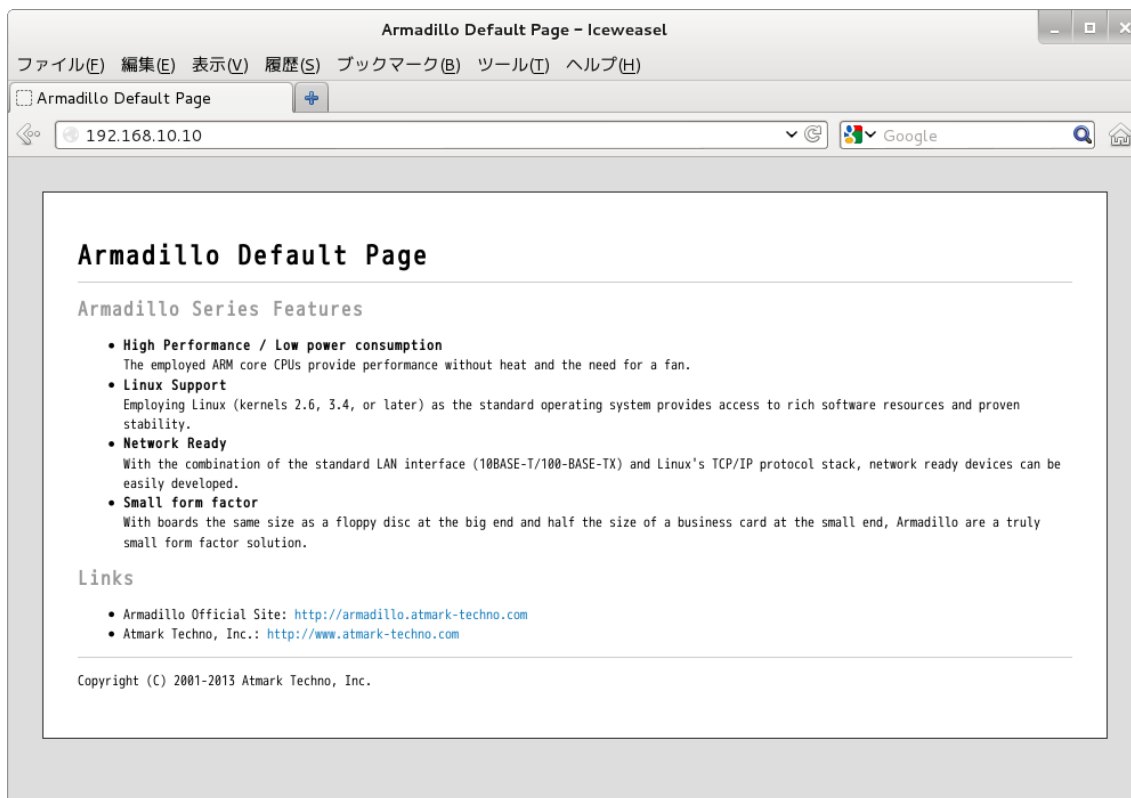 Armadillo Default Page - Iceweasel
ファイル(F) 編集(E) 表示(V) 履歴(S) ブックマーク(B) ツール(T) ヘルプ(H)
Armadillo Default Page
192.168.10.10 Google
Armadillo Default Page
Armadillo Series Features
• High Performance / Low power consumption
The employed ARM core CPUs provide performance without heat and the need for a fan.
• Linux Support
Employing Linux (kernels 2.6, 3.4, or later) as the standard operating system provides access to rich software resources and proven
stability.
• Network Ready
With the combination of the standard LAN interface (10BASE-T/100-BASE-TX) and Linux's TCP/IP protocol stack, network ready devices can be
easily developed.
• Small form factor
With boards the same size as a floppy disc at the big end and half the size of a business card at the small end, Armadillo are a truly
small form factor solution.
Links
• Armadillo Official Site: http://armadillo.atmark-techno.com
• Atmark Techno, Inc.: http://www.atmark-techno.com
Copyright (C) 2001-2013 Atmark Techno, Inc.